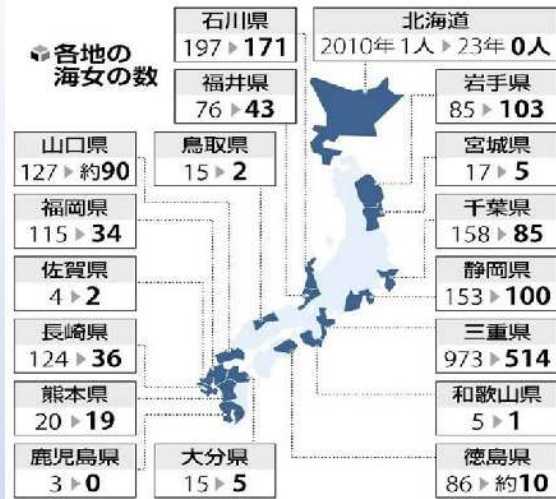 各地の
海女の数
石川県
197▶171
北海道
2010年 1人▶23年 0人
福井県
76▶43
岩手県
85▶103
山口県
127▶約90
鳥取県
15▶2
宮城県
17▶5
福岡県
115▶34
千葉県
158▶85
佐賀県
4▶2
静岡県
153▶100
長崎県
124▶36
三重県
973▶514
熊本県
20▶19
和歌山県
5▶1
鹿児島県
3▶0
大分県
15▶5
徳島県
86▶約10